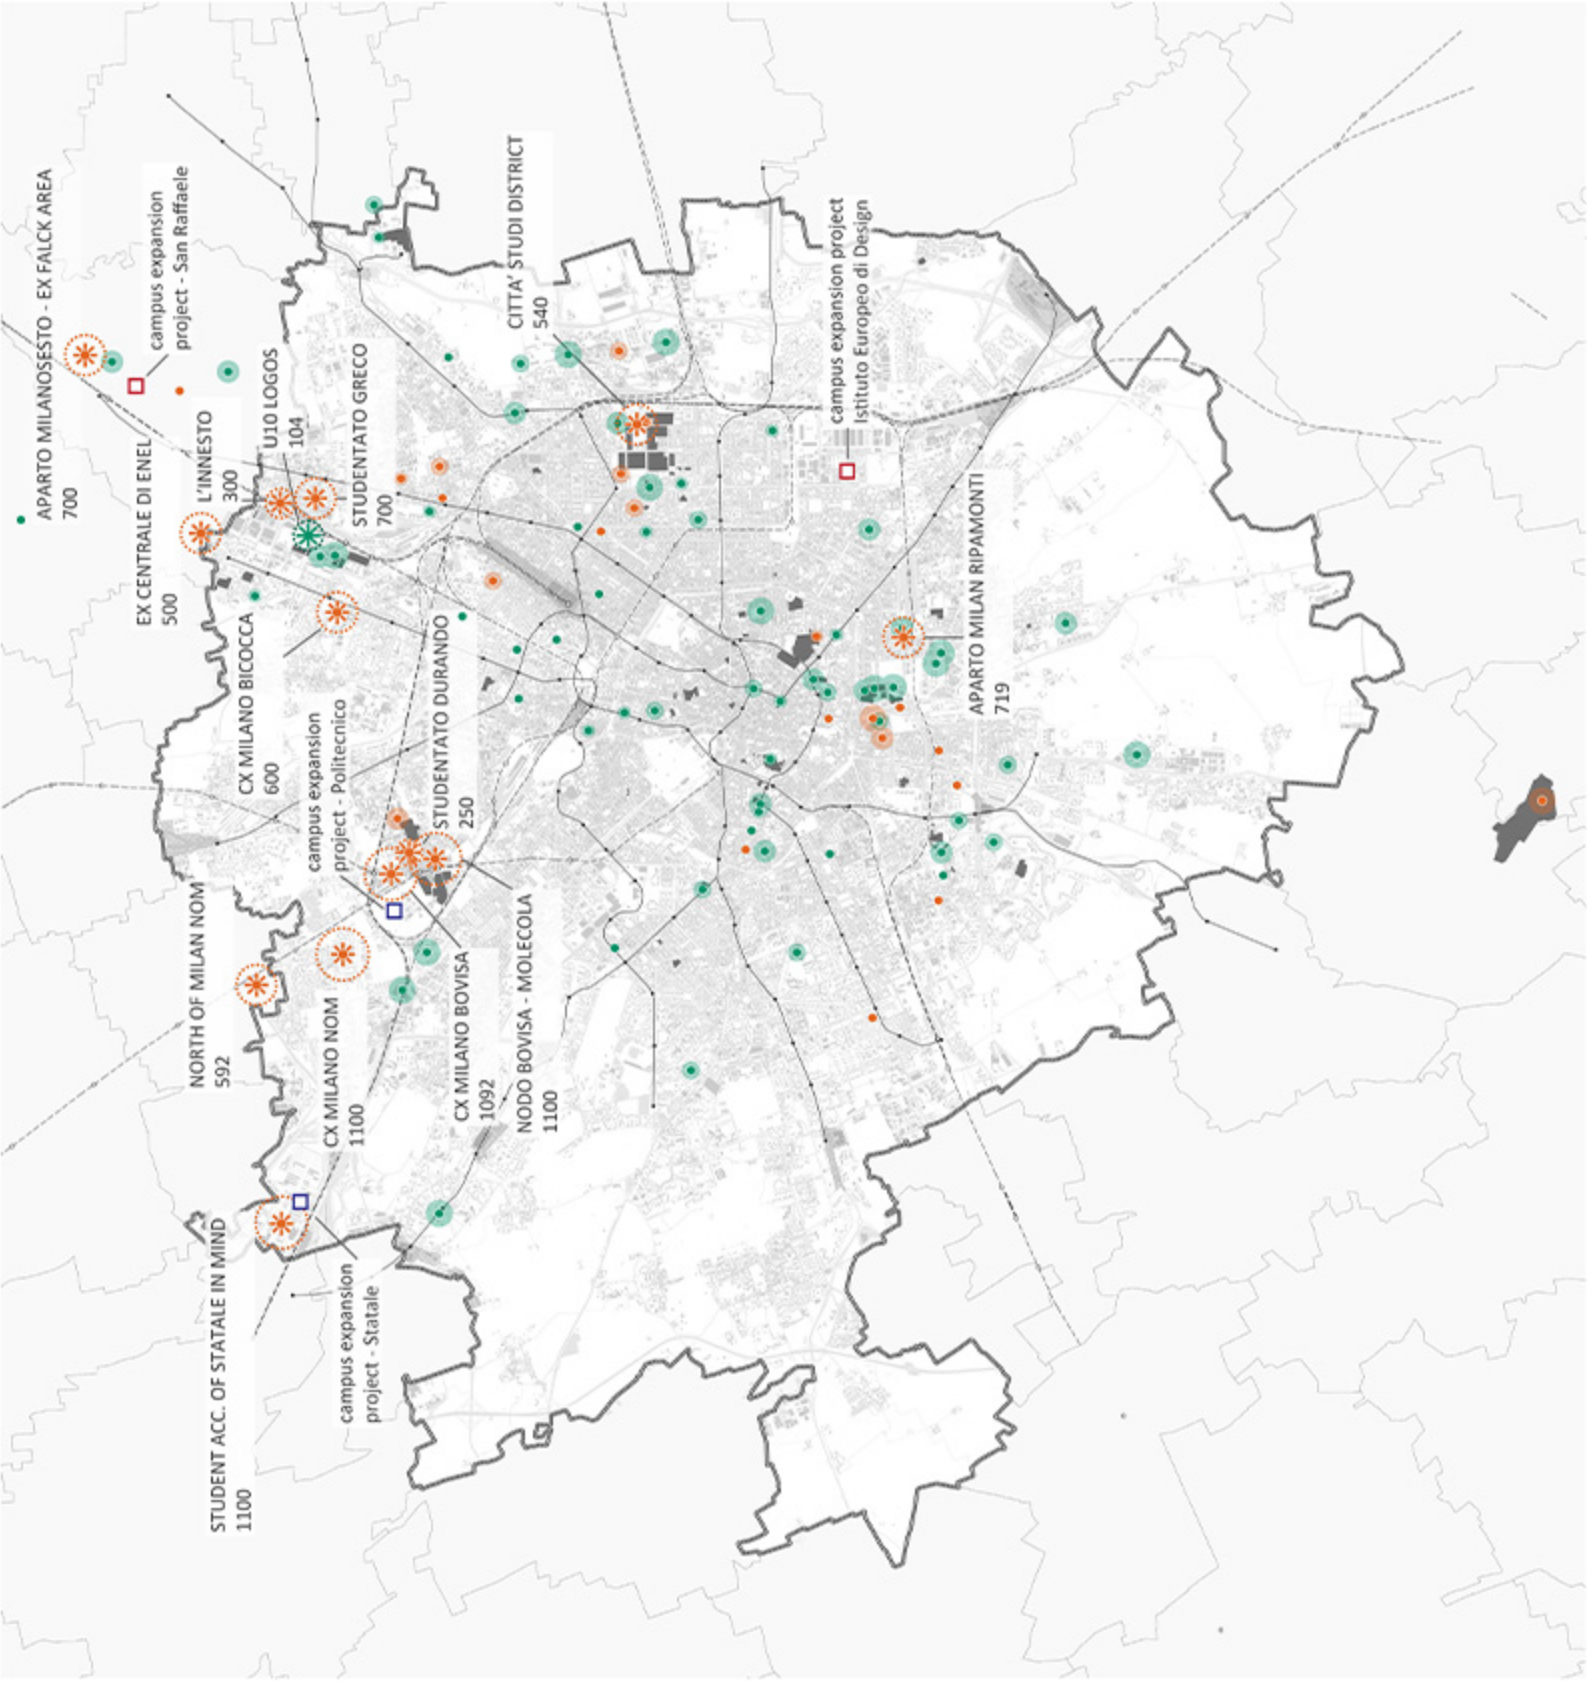 APARTO MILANOSESTO - EX FALCK AREA
700
campus expansion
project - San Raffaele
EX CENTRALE DI ENEL
500
L'INNESTO
300
U10 LOGOS
104
STUDENTATO GRECO
700
CITTA' STUDI DISTRICT
540
campus expansion project
Istituto Europeo di Design
CX MILANO BICOCCA
600
campus expansion
project - Politecnico
STUDENTATO DURANDO
250
APARTO MILAN RIPAMONTI
719
NORTH OF MILAN NOM
592
CX MILANO NOM
1100
CX MILANO BOVISA
1092
NODO BOVISA - MOLECOLA
1100
STUDENT ACC. OF STATALE IN MIND
1100
campus expansion
project - Statale